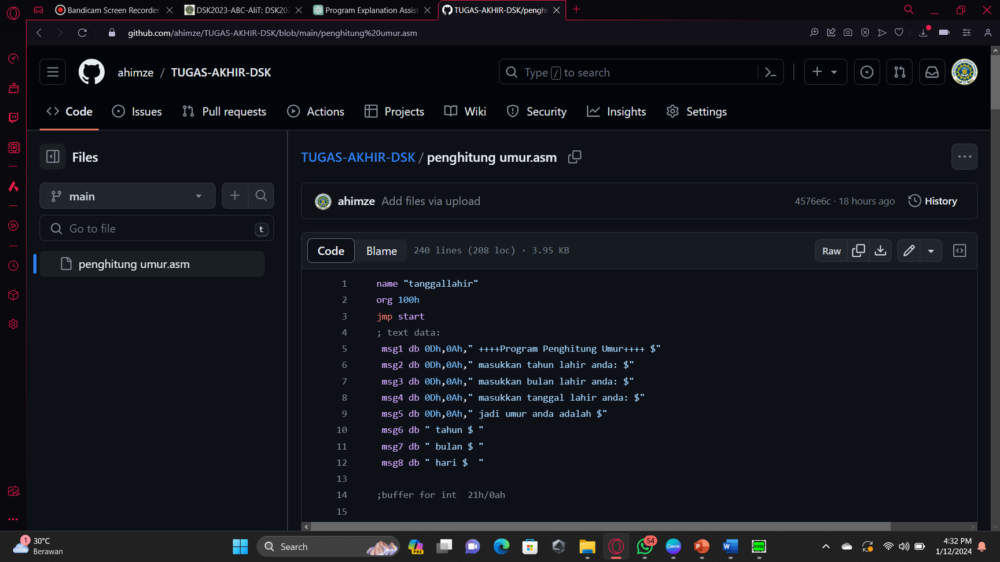 Bandicam Screen Recorder
DSK2023-ABC-AliT: DSK202
Program Explanation Assist
TUGAS-AKHIR-DSK/penghi
github.com/ahimze/TUGAS-AKHIR-DSK/blob/main/penghitung%20umur.asm
ahimze / TUGAS-AKHIR-DSK
Type / to search
Code
Issues
Pull requests
Actions
Projects
Wiki
Security
Insights
Settings
Files
TUGAS-AKHIR-DSK / penghitung umur.asm
main
ahimze Add files via upload
4576e6c · 18 hours ago
History
Go to file
t
Code
Blame
240 lines (208 loc) · 3.95 KB
Raw
penghitung umur.asm
1 name "tanggallahir"
2 org 100h
3 jmp start
4 ; text data:
5 msg1 db 0Dh,0Ah," ++++Program Penghitung Umur++++ $"
6 msg2 db 0Dh,0Ah," masukkan tahun lahir anda: $"
7 msg3 db 0Dh,0Ah," masukkan bulan lahir anda: $"
8 msg4 db 0Dh,0Ah," masukkan tanggal lahir anda: $"
9 msg5 db 0Dh,0Ah," jadi umur anda adalah $"
10 msg6 db " tahun $ "
11 msg7 db " bulan $ "
12 msg8 db " hari $  "
13
14 ;buffer for int  21h/0ah
15
1
30°C
Berawan
Search
PRE
54
Canva
8086
4:32 PM
1/12/2024